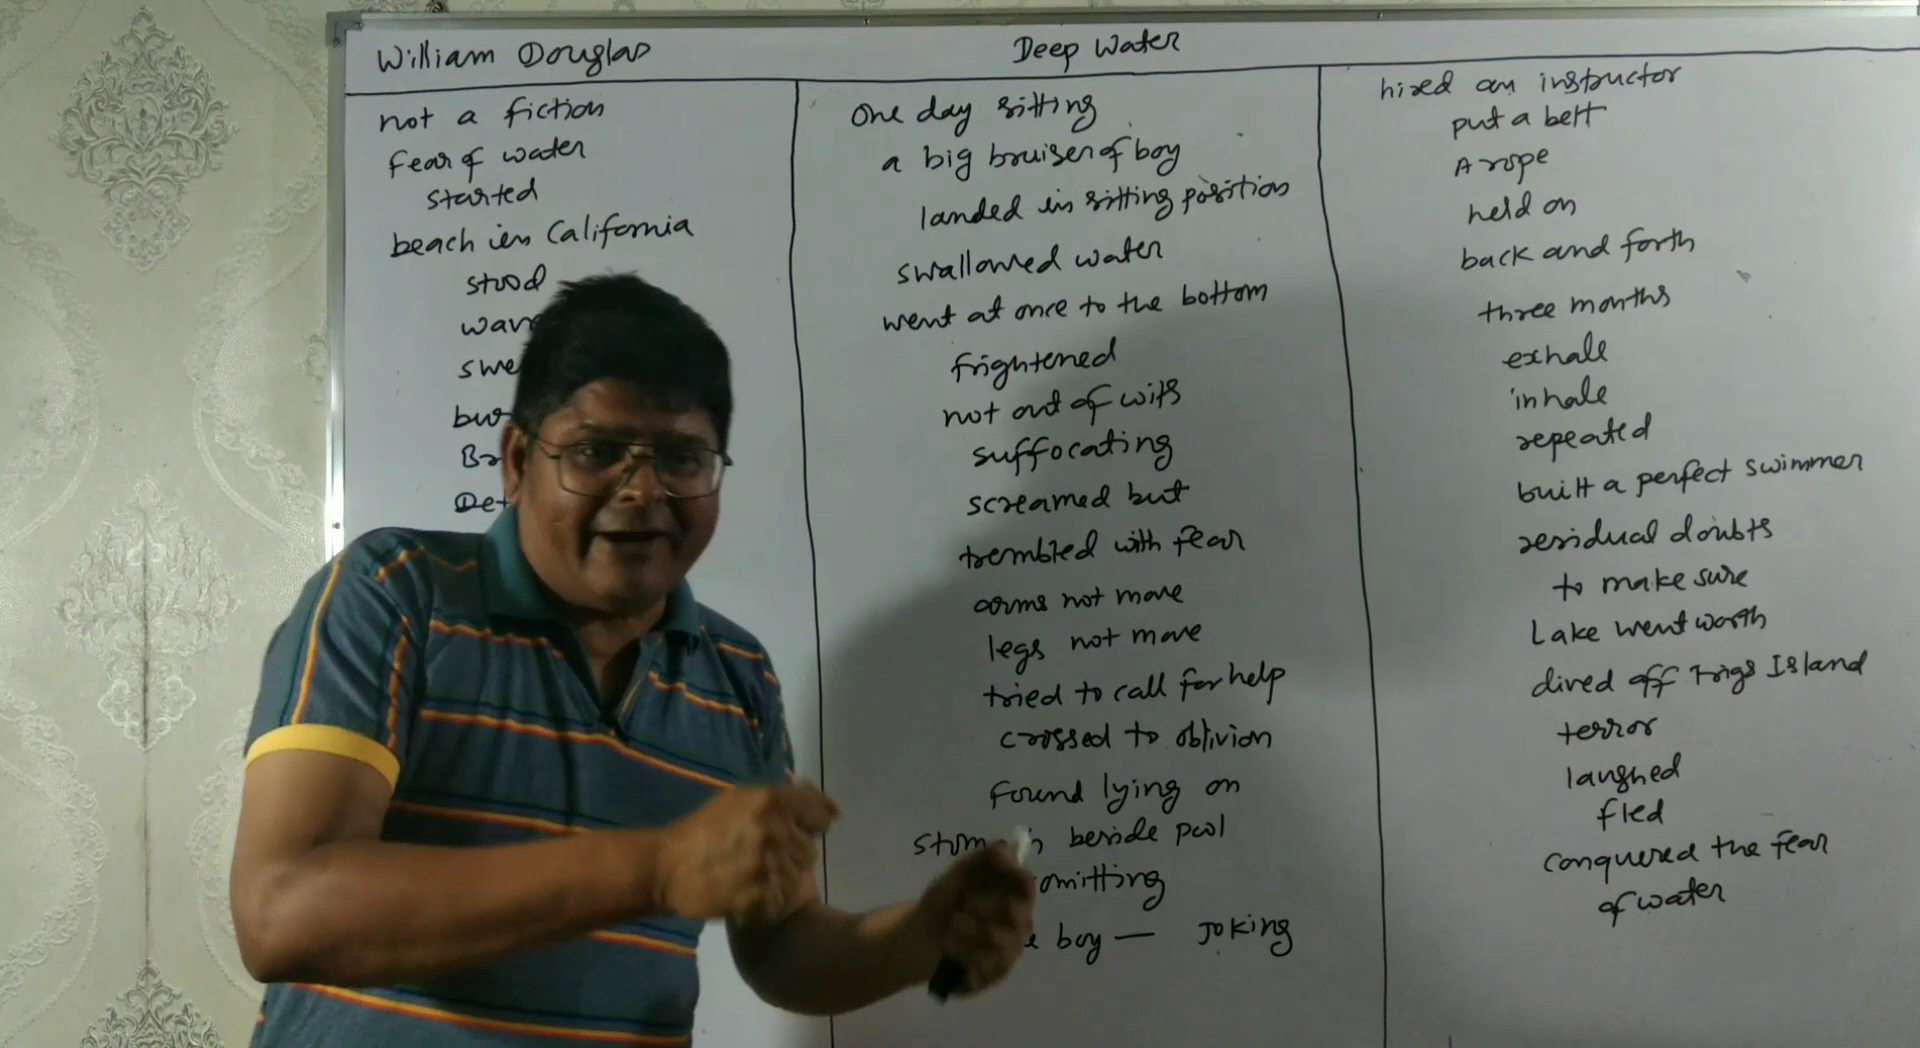 William Douglas
Deep Water
not a fiction
Fear of water
started
beach in California
stood
One day sitting
a big bruiser of boy
landed in sitting position
swallowed water
went at once to the bottom
frightened
not out of wits
suffocating
screamed but
trembled with fear
arms not move
legs not move
tried to call for help
crossed to oblivion
Found lying on
beside pool
boy — Joking
hired an instructor
put a belt
A rope
held on
back and forth
three months
exhale
inhale
repeated
built a perfect swimmer
residual doubts
to make sure
Lake went worth
dived off Trigs Island
terror
laughed
fled
conquered the fear
of water